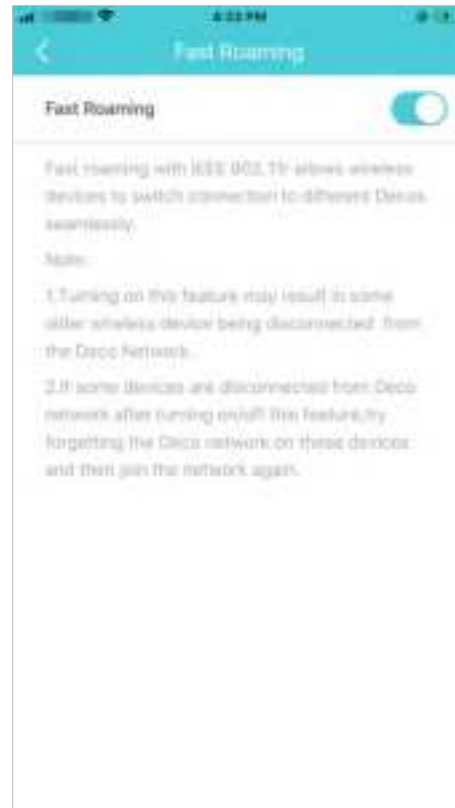 4:22 PM
Fast Roaming
Fast Roaming
Fast roaming with IEEE 802.11r allows wireless
devices to switch connection to different Decos
seamlessly.
Note:
1.Turning on this feature may result in some
older wireless device being disconnected from
the Deco Network.
2.If some devices are disconnected from Deco
network after turning on/off this feature,try
forgetting the Deco network on these devices
and then join the network again.